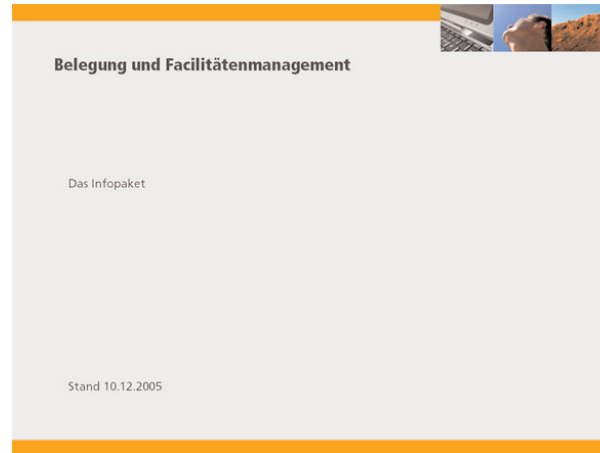 Belegung und Facilitätenmanagement
Das Infopaket
Stand 10.12.2005